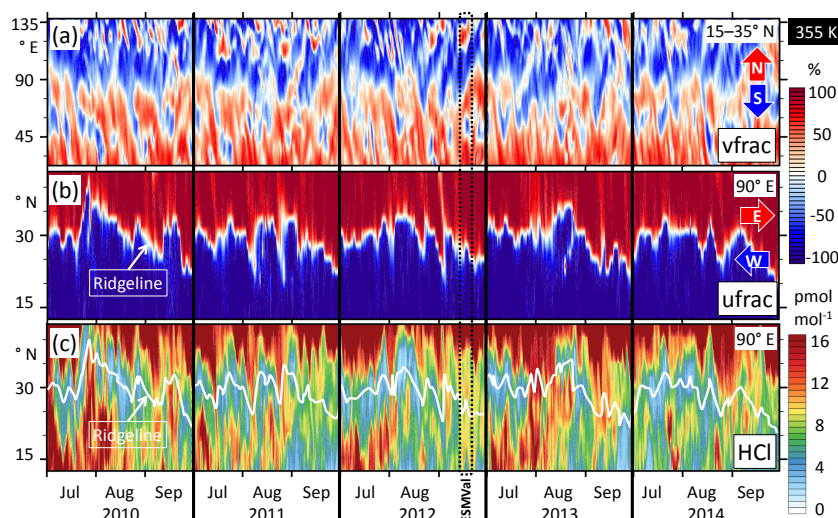 135
° E
90
45
(a)
15–35° N
N
S
vfrac
355 K
%
100
50
0
-50
-100
° N
30
15
(b)
90° E
E
W
Ridgeline
ufrac
pmol
mol⁻¹
16
12
8
4
0
° N
30
15
(c)
90° E
Ridgeline
HCl
Jul Aug Sep Jul Aug Sep Jul Aug Jul Aug Sep Jul Aug Sep
2010 2011 2012 2013 2014